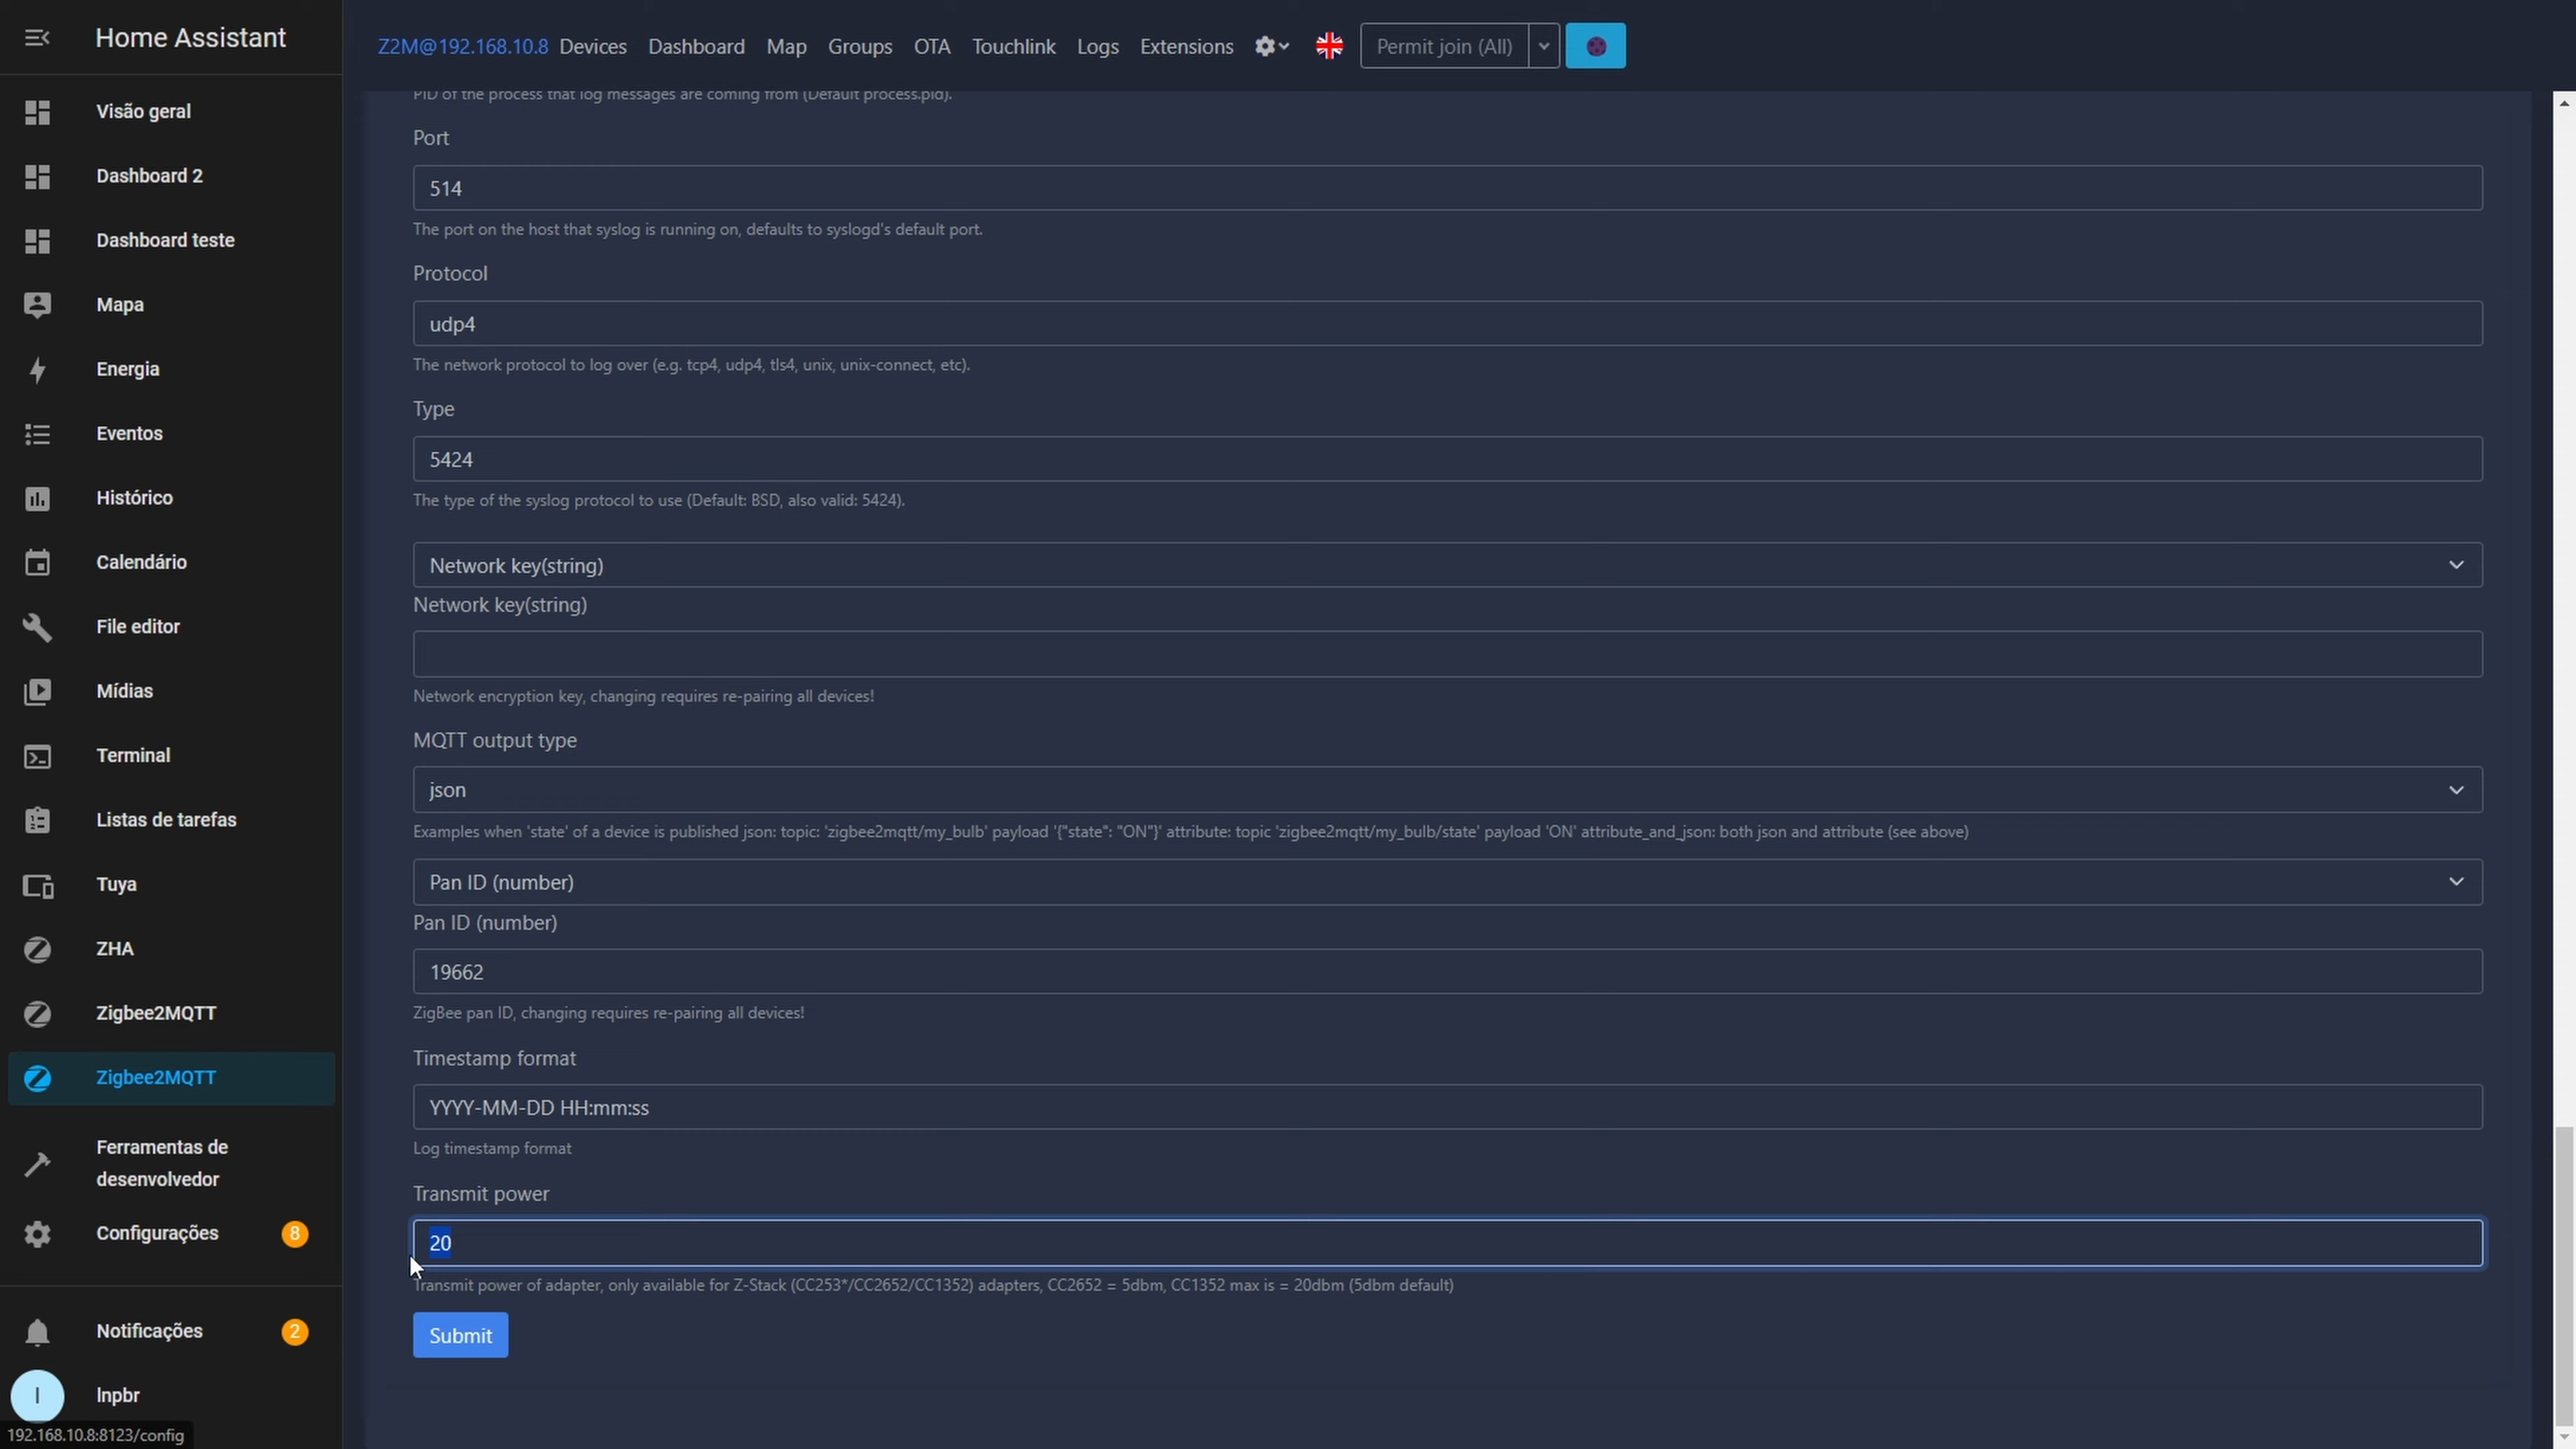 Home Assistant
Visão geral
Dashboard 2
Dashboard teste
Mapa
Energia
Eventos
Histórico
Calendário
File editor
Mídias
Terminal
Listas de tarefas
Tuya
ZHA
Zigbee2MQTT
Zigbee2MQTT
Ferramentas de
desenvolvedor
Configurações 8
Notificações 2
I lnpbr
192.168.10.8:8123/config
Z2M@192.168.10.8 Devices Dashboard Map Groups OTA Touchlink Logs Extensions Permit join (All)
PID of the process that log messages are coming from (Default process.pid).
Port
514
The port on the host that syslog is running on, defaults to syslogd's default port.
Protocol
udp4
The network protocol to log over (e.g. tcp4, udp4, tls4, unix, unix-connect, etc).
Type
5424
The type of the syslog protocol to use (Default: BSD, also valid: 5424).
Network key(string)
Network key(string)
Network encryption key, changing requires re-pairing all devices!
MQTT output type
json
Examples when 'state' of a device is published json: topic: 'zigbee2mqtt/my_bulb' payload '{"state": "ON"}' attribute: topic 'zigbee2mqtt/my_bulb/state' payload 'ON' attribute_and_json: both json and attribute (see above)
Pan ID (number)
Pan ID (number)
19662
ZigBee pan ID, changing requires re-pairing all devices!
Timestamp format
YYYY-MM-DD HH:mm:ss
Log timestamp format
Transmit power
20
Transmit power of adapter, only available for Z-Stack (CC253*/CC2652/CC1352) adapters, CC2652 = 5dbm, CC1352 max is = 20dbm (5dbm default)
Submit